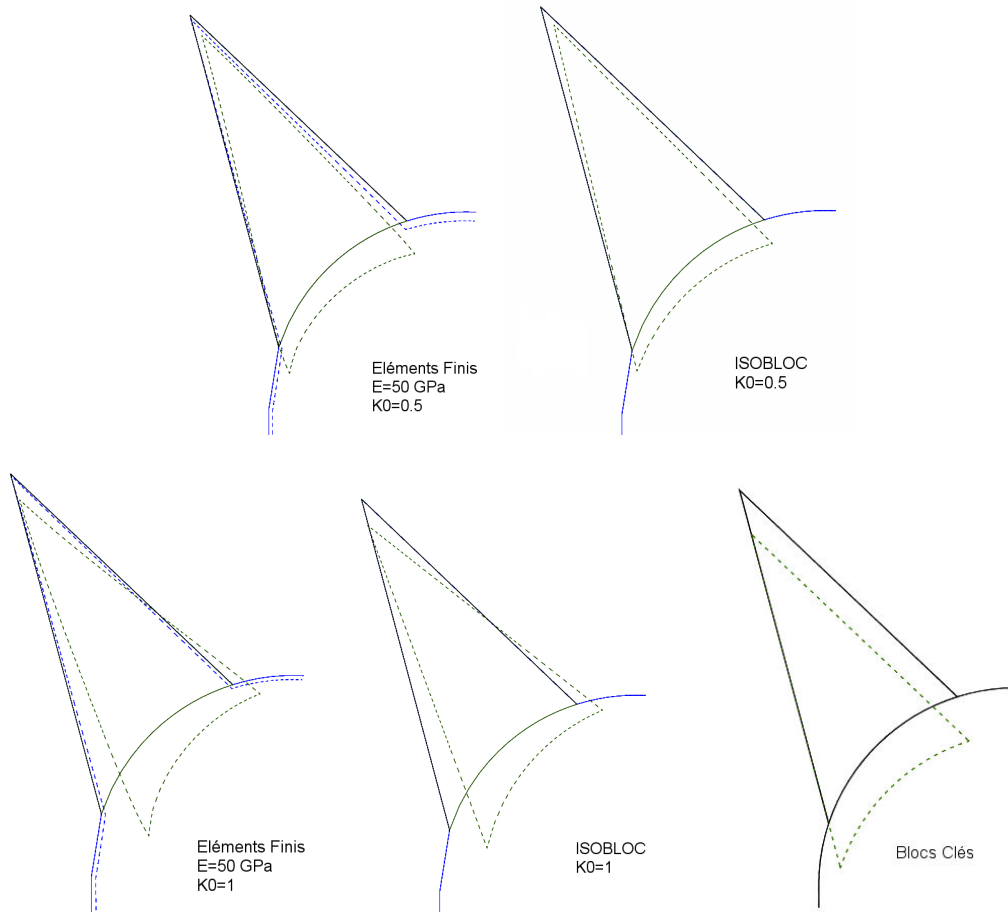 Eléments Finis
E=50 GPa
K0=0.5
ISOBLOC
K0=0.5
Eléments Finis
E=50 GPa
K0=1
ISOBLOC
K0=1
Blocs Clés